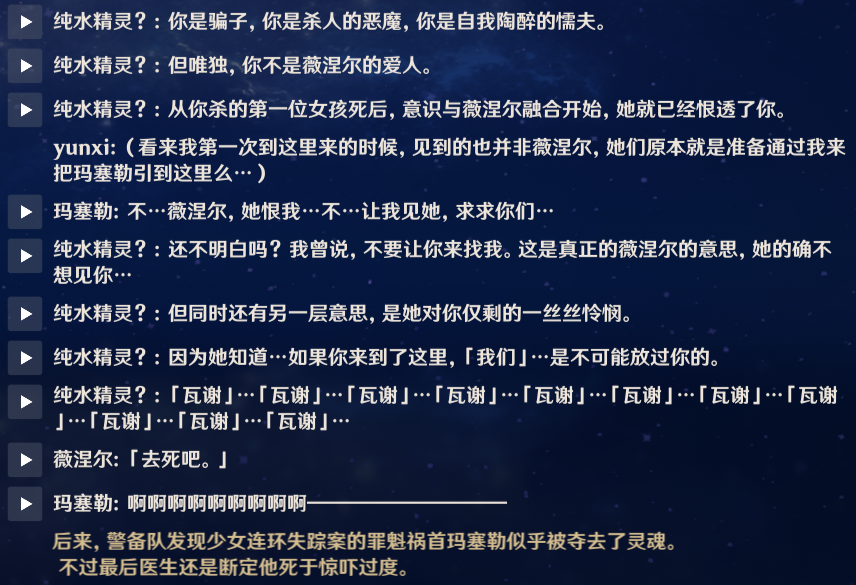 纯水精灵？：你是骗子，你是杀人的恶魔，你是自我陶醉的懦夫。
纯水精灵？：但唯独，你不是薇涅尔的爱人。
纯水精灵？：从你杀的第一位女孩死后，意识与薇涅尔融合开始，她就已经恨透了你。
yunxi:（看来我第一次到这里来的时候，见到的也并非薇涅尔，她们原本就是准备通过我来
把玛塞勒引到这里么…）
玛塞勒: 不…薇涅尔，她恨我…不…让我见她，求求你们…
纯水精灵？：还不明白吗？我曾说，不要让你来找我。这是真正的薇涅尔的意思，她的确不
想见你…
纯水精灵？：但同时还有另一层意思，是她对你仅剩的一丝丝怜悯。
纯水精灵？：因为她知道…如果你来到了这里，「我们」…是不可能放过你的。
纯水精灵？：「瓦谢」…「瓦谢」…「瓦谢」…「瓦谢」…「瓦谢」…「瓦谢」…「瓦谢」…「瓦谢
」…「瓦谢」…「瓦谢」…「瓦谢」…
薇涅尔:「去死吧。」
玛塞勒: 啊啊啊啊啊啊啊啊啊——————————
后来，警备队发现少女连环失踪案的罪魁祸首玛塞勒似乎被夺去了灵魂。
不过最后医生还是断定他死于惊吓过度。